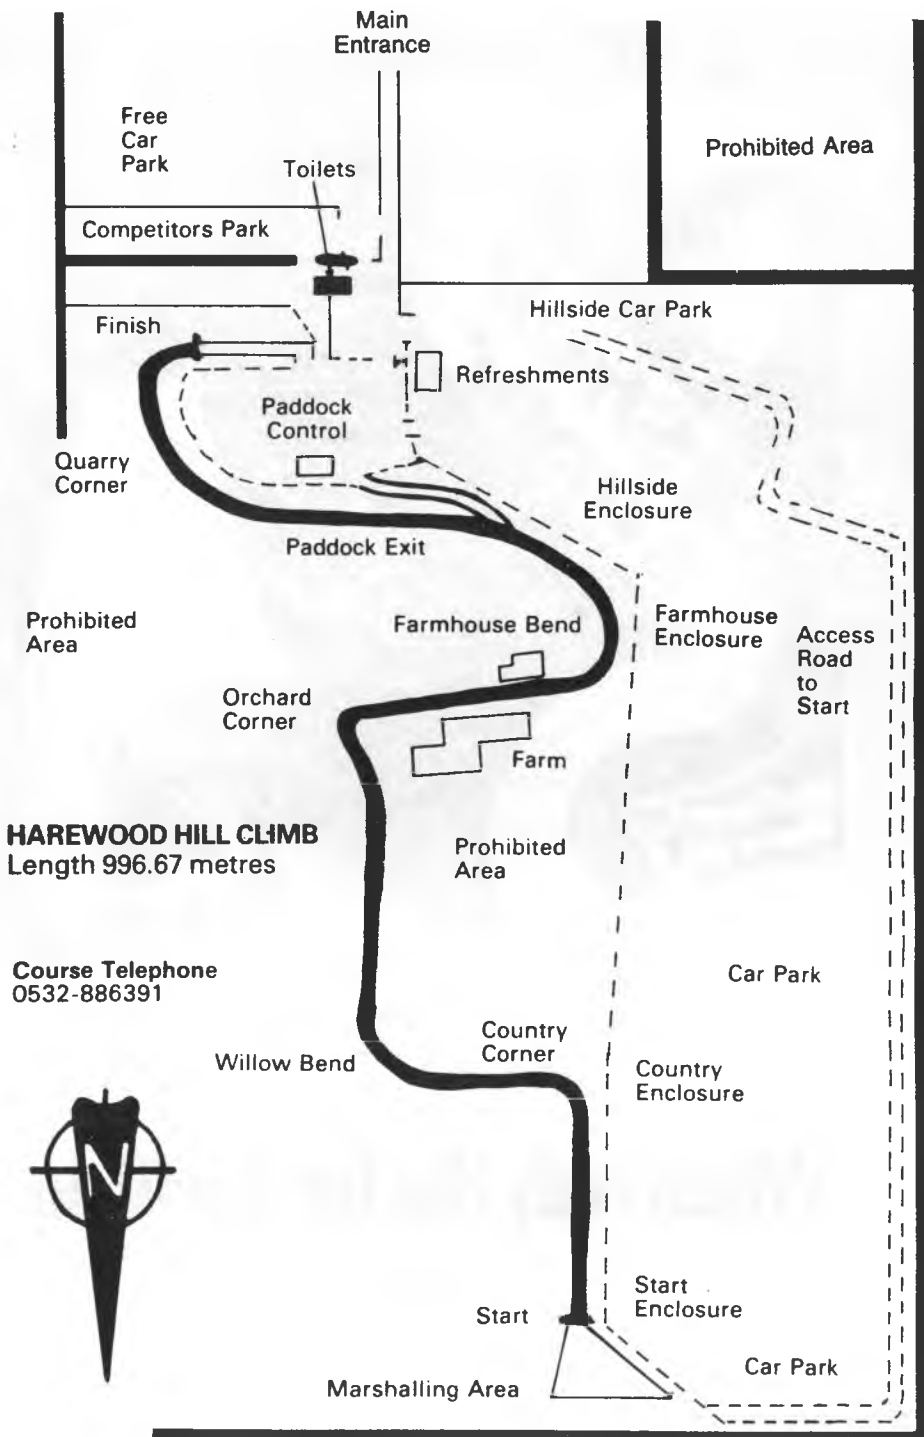 Main
Entrance
Free
Car
Park
Prohibited Area
Toilets
Competitors Park
Hillside Car Park
Finish
Refreshments
Paddock
Control
Quarry
Corner
Hillside
Enclosure
Paddock Exit
Prohibited
Area
Farmhouse Bend
Farmhouse
Enclosure
Access
Road
to
Start
Orchard
Corner
Farm
HAREWOOD HILL CLIMB
Length 996.67 metres
Prohibited
Area
Course Telephone
0532-886391
Car Park
Country
Corner
Willow Bend
Country
Enclosure
N
Start
Enclosure
Start
Car Park
Marshalling Area